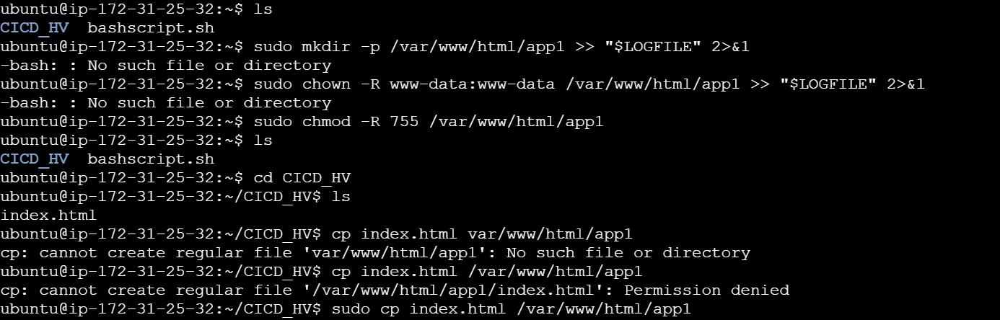 ubuntu@ip-172-31-25-32:~$ ls
CICD_HV  bashscript.sh
ubuntu@ip-172-31-25-32:~$ sudo mkdir -p /var/www/html/app1 >> "$LOGFILE" 2>&1
-bash: : No such file or directory
ubuntu@ip-172-31-25-32:~$ sudo chown -R www-data:www-data /var/www/html/app1 >> "$LOGFILE" 2>&1
-bash: : No such file or directory
ubuntu@ip-172-31-25-32:~$ sudo chmod -R 755 /var/www/html/app1
ubuntu@ip-172-31-25-32:~$ ls
CICD_HV  bashscript.sh
ubuntu@ip-172-31-25-32:~$ cd CICD_HV
ubuntu@ip-172-31-25-32:~/CICD_HV$ ls
index.html
ubuntu@ip-172-31-25-32:~/CICD_HV$ cp index.html var/www/html/app1
cp: cannot create regular file 'var/www/html/app1': No such file or directory
ubuntu@ip-172-31-25-32:~/CICD_HV$ cp index.html /var/www/html/app1
cp: cannot create regular file '/var/www/html/app1/index.html': Permission denied
ubuntu@ip-172-31-25-32:~/CICD_HV$ sudo cp index.html /var/www/html/app1